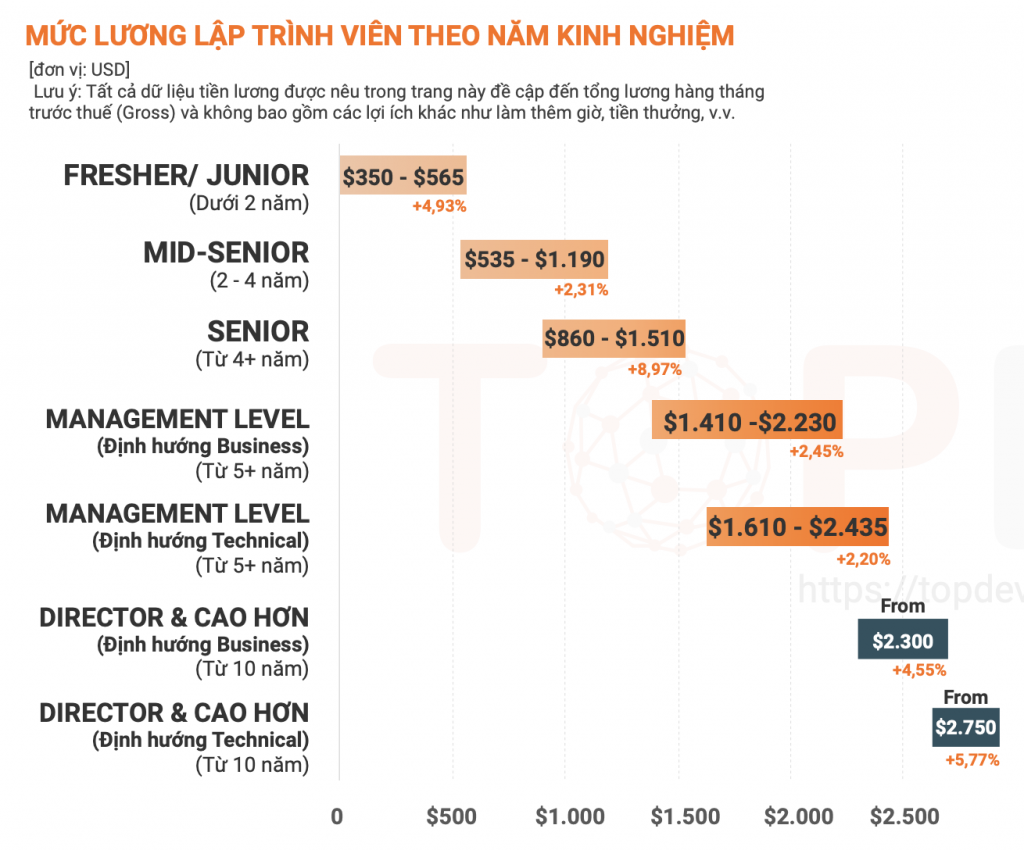 MỨC LƯƠNG LẬP TRÌNH VIÊN THEO NĂM KINH NGHIỆM
[đơn vị: USD]
Lưu ý: Tất cả dữ liệu tiền lương được nêu trong trang này đề cập đến tổng lương hàng tháng
trước thuế (Gross) và không bao gồm các lợi ích khác như làm thêm giờ, tiền thưởng, v.v.
FRESHER/ JUNIOR
(Dưới 2 năm)
$350 - $565
+4,93%
MID-SENIOR
(2 - 4 năm)
$535 - $1.190
+2,31%
SENIOR
(Từ 4+ năm)
$860 - $1.510
+8,97%
MANAGEMENT LEVEL
(Định hướng Business)
(Từ 5+ năm)
$1.410 -$2.230
+2,45%
MANAGEMENT LEVEL
(Định hướng Technical)
(Từ 5+ năm)
$1.610 - $2.435
+2,20%
TOP
https://topdev
DIRECTOR & CAO HƠN
(Định hướng Business)
(Từ 10 năm)
From
$2.300
+4,55%
DIRECTOR & CAO HƠN
(Định hướng Technical)
(Từ 10 năm)
From
$2.750
+5,77%
0 $500 $1.000 $1.500 $2.000 $2.500